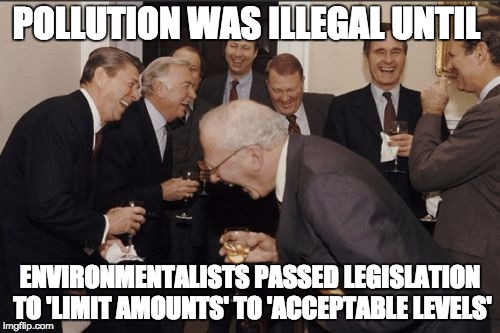 POLLUTION WAS ILLEGAL UNTIL
ENVIRONMENTALISTS PASSED LEGISLATION
TO 'LIMIT AMOUNTS' TO 'ACCEPTABLE LEVELS'
imgflip.com